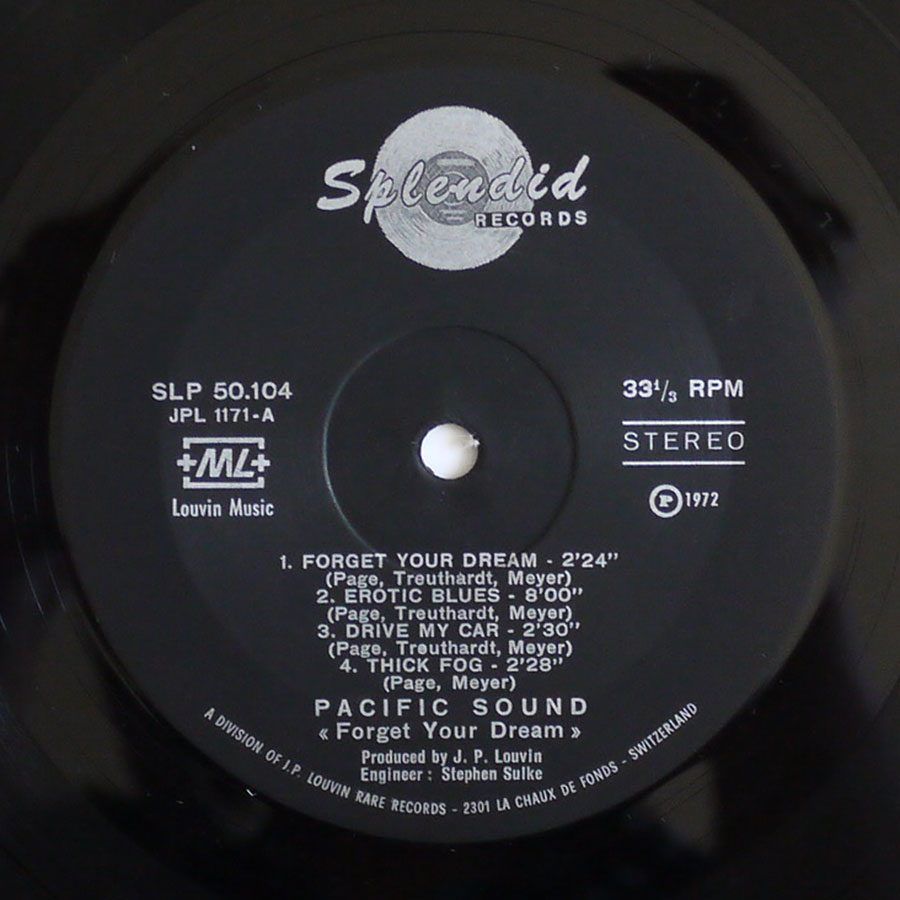 Splendid
RECORDS
SLP 50.104
JPL 1171-A
ML
Louvin Music
33 1/3 RPM
STEREO
Ⓟ 1972
1. FORGET YOUR DREAM - 2'24"
(Page, Treuthardt, Meyer)
2. EROTIC BLUES - 8'00"
(Page, Treuthardt, Meyer)
3. DRIVE MY CAR - 2'30"
(Page, Treuthardt, Meyer)
4. THICK FOG - 2'28"
(Page, Meyer)
PACIFIC SOUND
« Forget Your Dream »
Produced by J. P. Louvin
Engineer : Stephen Sulke
A DIVISION OF J.P. LOUVIN RARE RECORDS - 2301 LA CHAUX DE FONDS - SWITZERLAND